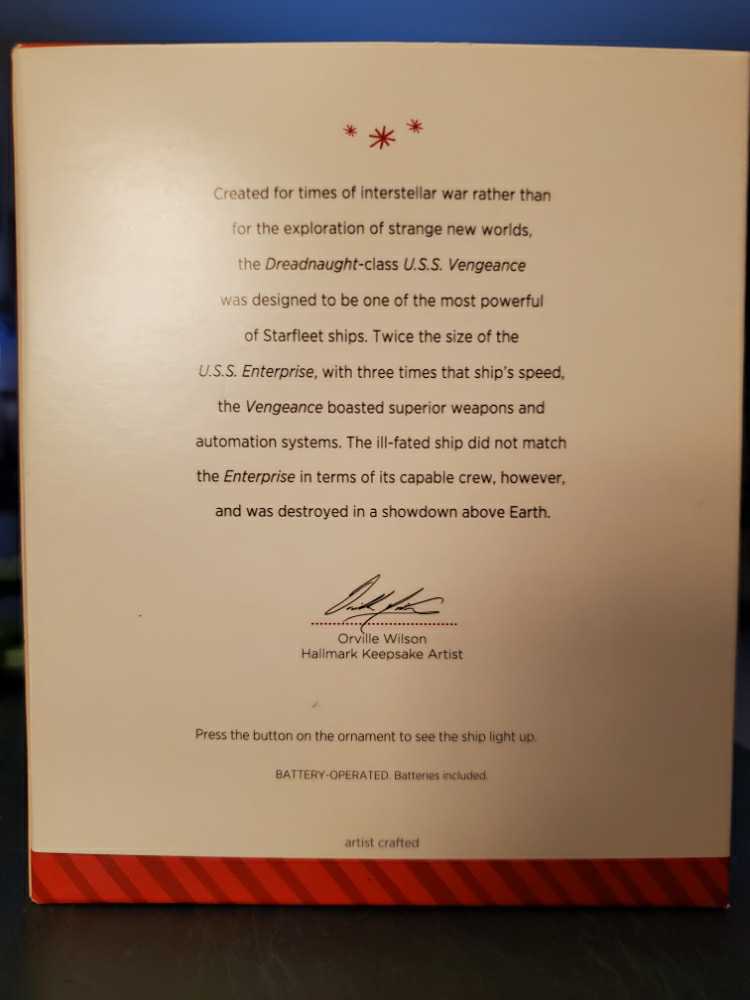 Created for times of interstellar war rather than
for the exploration of strange new worlds,
the Dreadnaught-class U.S.S. Vengeance
was designed to be one of the most powerful
of Starfleet ships. Twice the size of the
U.S.S. Enterprise, with three times that ship's speed,
the Vengeance boasted superior weapons and
automation systems. The ill-fated ship did not match
the Enterprise in terms of its capable crew, however,
and was destroyed in a showdown above Earth.
Orville Wilson
Hallmark Keepsake Artist
Press the button on the ornament to see the ship light up.
BATTERY-OPERATED. Batteries included.
artist crafted